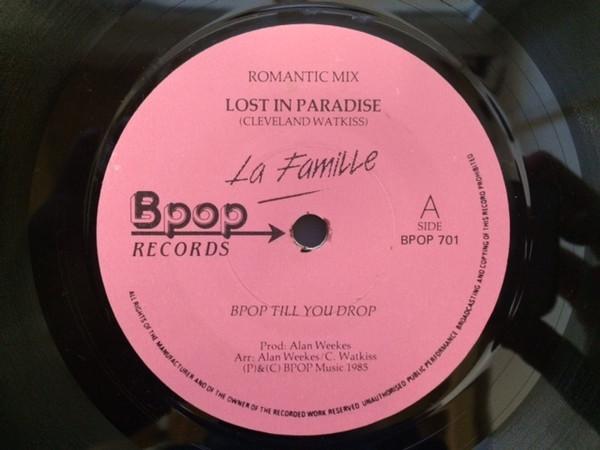 ROMANTIC MIX
LOST IN PARADISE
(CLEVELAND WATKISS)
La Famille
Bpop
RECORDS
A
SIDE
BPOP 701
BPOP TILL YOU DROP
Prod: Alan Weekes
Arr: Alan Weekes/C. Watkiss
(P)&(C) BPOP Music 1985
ALL RIGHTS OF THE MANUFACTURER AND OF THE OWNER OF THE RECORDED WORK RESERVED UNAUTHORISED PUBLIC PERFORMANCE BROADCASTING AND COPYING OF THIS RECORD PROHIBITED